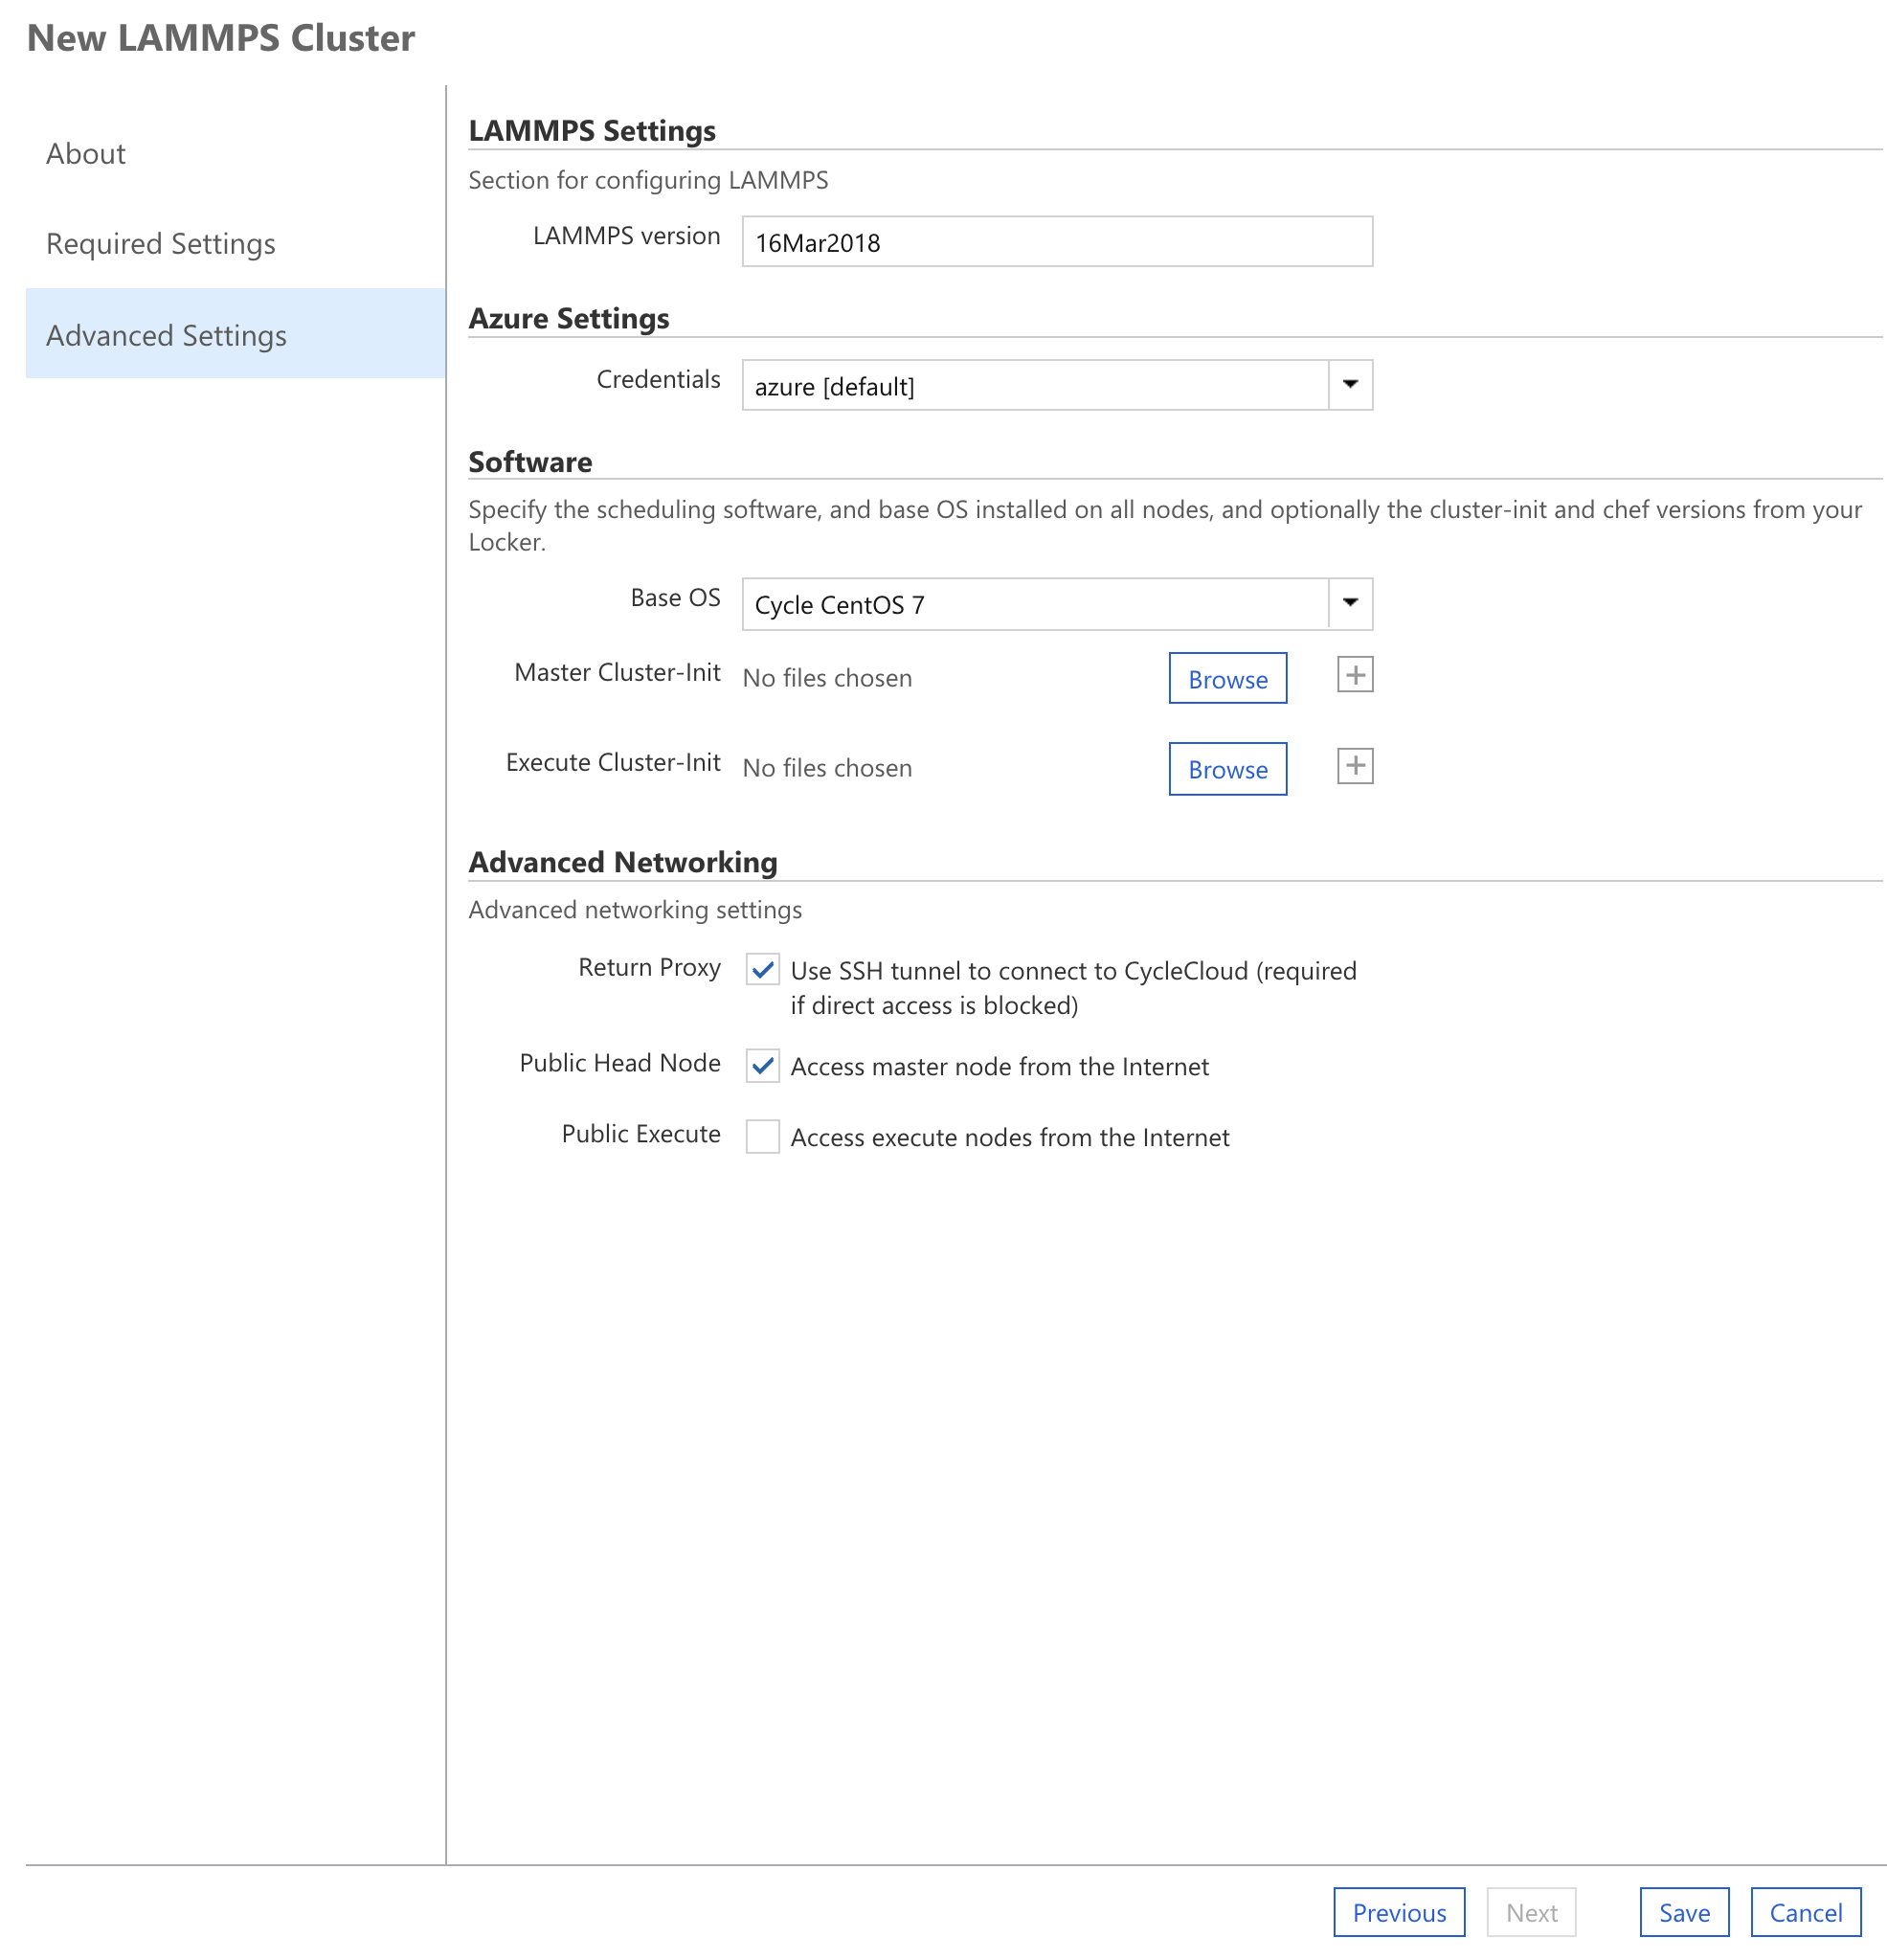 New LAMMPS Cluster
About
Required Settings
Advanced Settings
LAMMPS Settings
Section for configuring LAMMPS
LAMMPS version 16Mar2018
Azure Settings
Credentials azure [default]
Software
Specify the scheduling software, and base OS installed on all nodes, and optionally the cluster-init and chef versions from your
Locker.
Base OS Cycle CentOS 7
Master Cluster-Init No files chosen Browse
Execute Cluster-Init No files chosen Browse
Advanced Networking
Advanced networking settings
Return Proxy Use SSH tunnel to connect to CycleCloud (required
if direct access is blocked)
Public Head Node Access master node from the Internet
Public Execute Access execute nodes from the Internet
Previous Next Save Cancel